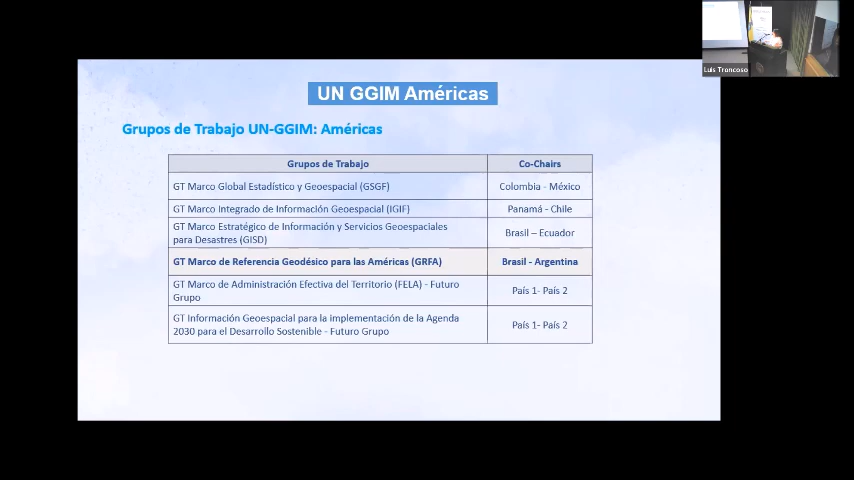 UN GGIM Américas
Grupos de Trabajo UN-GGIM: Américas
Grupos de Trabajo
Co-Chairs
GT Marco Global Estadístico y Geoespacial (GSGF)
Colombia - México
GT Marco Integrado de Información Geoespacial (IGIF)
Panamá - Chile
GT Marco Estratégico de Información y Servicios Geoespaciales
para Desastres (GISD)
Brasil – Ecuador
GT Marco de Referencia Geodésico para las Américas (GRFA)
Brasil - Argentina
GT Marco de Administración Efectiva del Territorio (FELA) - Futuro
Grupo
País 1- País 2
GT Información Geoespacial para la implementación de la Agenda
2030 para el Desarrollo Sostenible - Futuro Grupo
País 1- País 2
Luis Troncoso